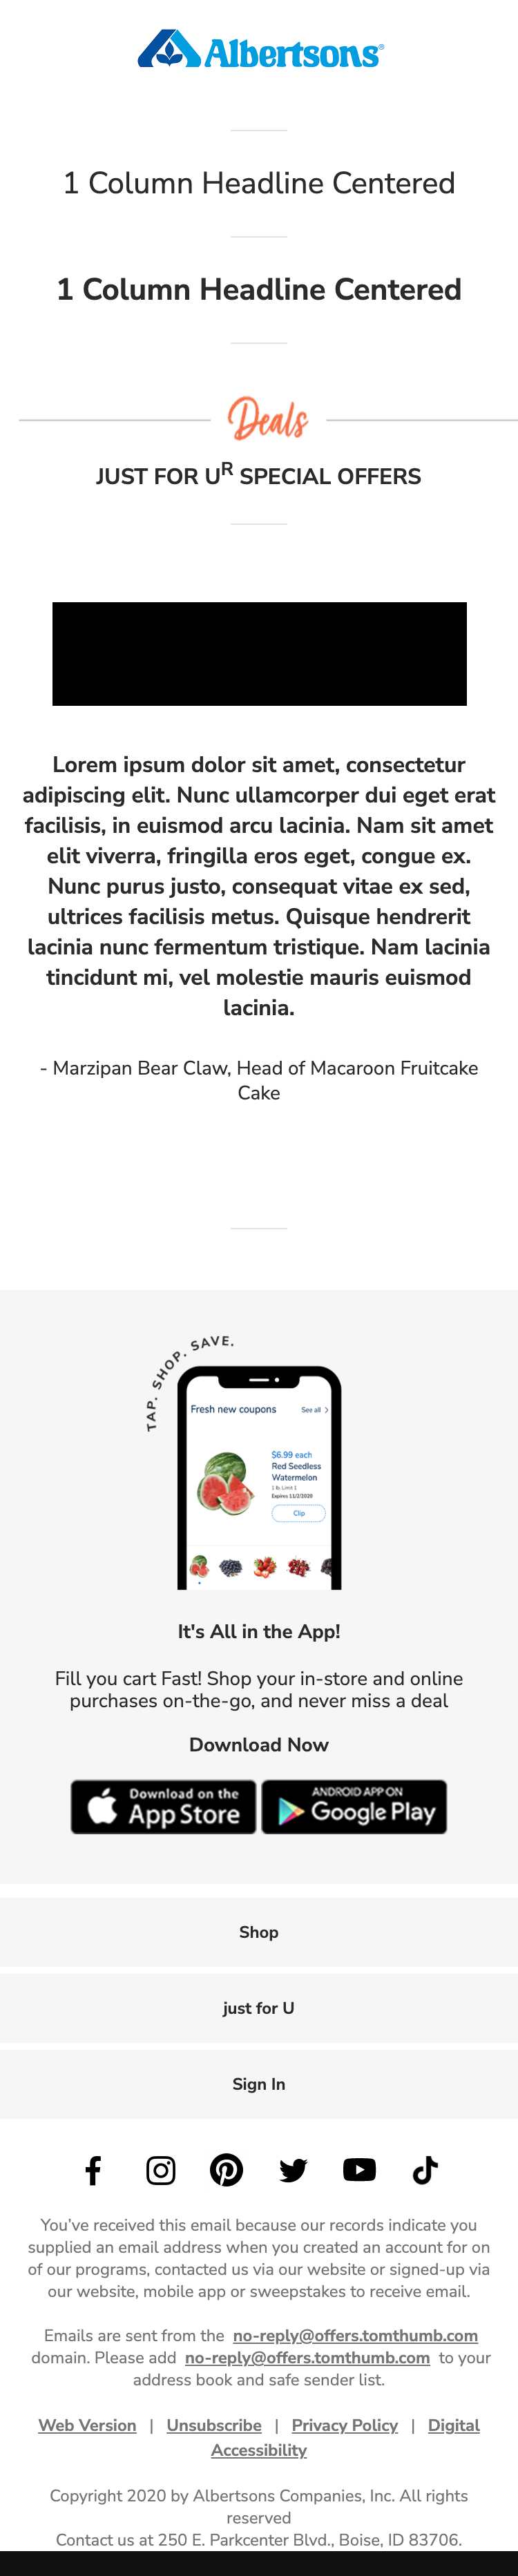 Albertsons®
1 Column Headline Centered
1 Column Headline Centered
Deals
JUST FOR U^R SPECIAL OFFERS
Lorem ipsum dolor sit amet, consectetur
adipiscing elit. Nunc ullamcorper dui eget erat
facilisis, in euismod arcu lacinia. Nam sit amet
elit viverra, fringilla eros eget, congue ex.
Nunc purus justo, consequat vitae ex sed,
ultrices facilisis metus. Quisque hendrerit
lacinia nunc fermentum tristique. Nam lacinia
tincidunt mi, vel molestie mauris euismod
lacinia.
- Marzipan Bear Claw, Head of Macaroon Fruitcake
Cake
TAP. SHOP. SAVE.
Fresh new coupons
See all >
$6.99 each
Red Seedless
Watermelon
1 lb. Limit 1
Expires 11/2/2020
Clip
It's All in the App!
Fill you cart Fast! Shop your in-store and online
purchases on-the-go, and never miss a deal
Download Now
Download on the
App Store
ANDROID APP ON
Google Play
Shop
just for U
Sign In
You've received this email because our records indicate you
supplied an email address when you created an account for on
of our programs, contacted us via our website or signed-up via
our website, mobile app or sweepstakes to receive email.
Emails are sent from the no-reply@offers.tomthumb.com
domain. Please add no-reply@offers.tomthumb.com to your
address book and safe sender list.
Web Version | Unsubscribe | Privacy Policy | Digital
Accessibility
Copyright 2020 by Albertsons Companies, Inc. All rights
reserved
Contact us at 250 E. Parkcenter Blvd., Boise, ID 83706.